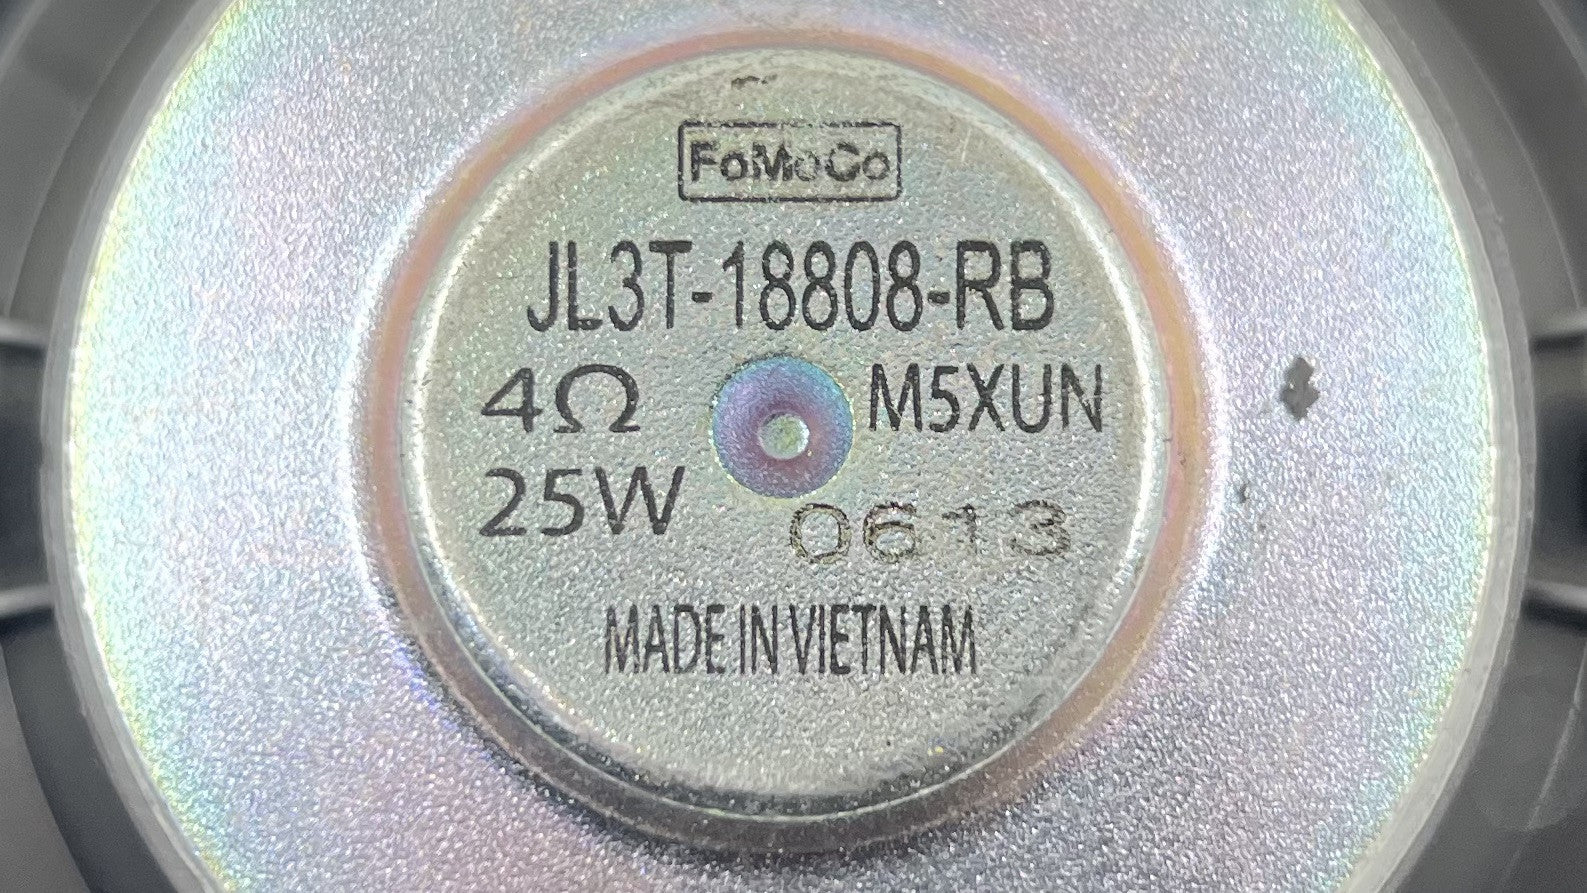 FoMoCo
JL3T-18808-RB
4Ω M5XUN
25W
0613
MADE IN VIETNAM